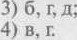 3) б, г, д;
4) в, г.